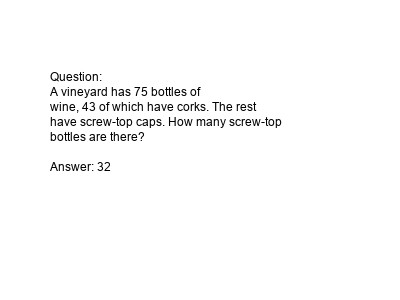 Question:
A vineyard has 75 bottles of
wine, 43 of which have corks. The rest
have screw-top caps. How many screw-top
bottles are there?
Answer: 32